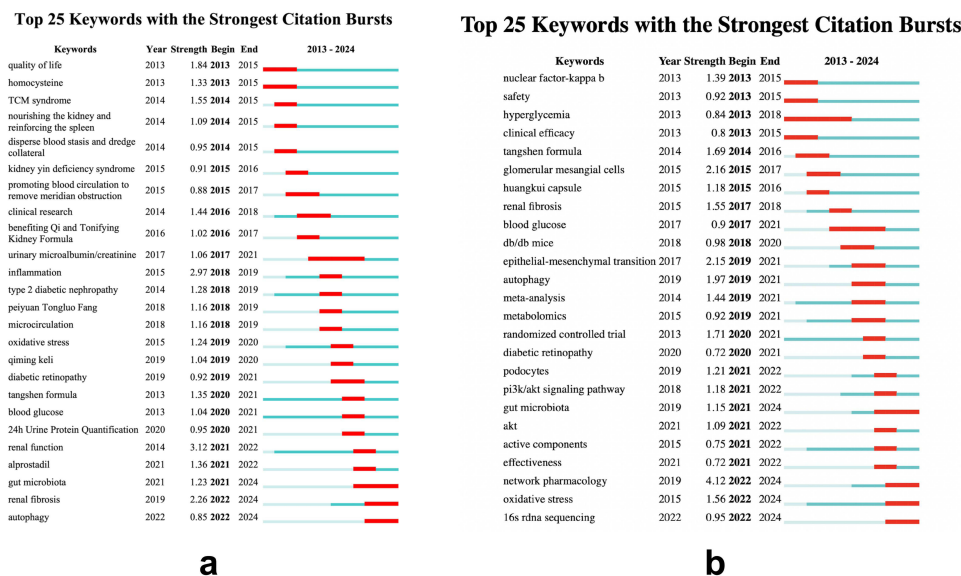 Top 25 Keywords with the Strongest Citation Bursts
Keywords Year Strength Begin End 2013 - 2024
quality of life 2013 1.84 2013 2015
homocysteine 2013 1.33 2013 2015
TCM syndrome 2014 1.55 2014 2015
nourishing the kidney and
reinforcing the spleen 2014 1.09 2014 2015
disperse blood stasis and dredge
collateral 2014 0.95 2014 2015
kidney yin deficiency syndrome 2015 0.91 2015 2016
promoting blood circulation to
remove meridian obstruction 2015 0.88 2015 2017
clinical research 2014 1.44 2016 2018
benefiting Qi and Tonifying
Kidney Formula 2016 1.02 2016 2017
urinary microalbumin/creatinine 2017 1.06 2017 2021
inflammation 2015 2.97 2018 2019
type 2 diabetic nephropathy 2014 1.28 2018 2019
peiyuan Tongluo Fang 2018 1.16 2018 2019
microcirculation 2018 1.16 2018 2019
oxidative stress 2015 1.24 2019 2020
qiming keli 2019 1.04 2019 2020
diabetic retinopathy 2019 0.92 2019 2021
tangshen formula 2013 1.35 2020 2021
blood glucose 2013 1.04 2020 2021
24h Urine Protein Quantification 2020 0.95 2020 2021
renal function 2014 3.12 2021 2022
alprostadil 2021 1.36 2021 2022
gut microbiota 2021 1.23 2021 2024
renal fibrosis 2019 2.26 2022 2024
autophagy 2022 0.85 2022 2024
a
Top 25 Keywords with the Strongest Citation Bursts
Keywords Year Strength Begin End 2013 - 2024
nuclear factor-kappa b 2013 1.39 2013 2015
safety 2013 0.92 2013 2015
hyperglycemia 2013 0.84 2013 2018
clinical efficacy 2013 0.8 2013 2015
tangshen formula 2014 1.69 2014 2016
glomerular mesangial cells 2015 2.16 2015 2017
huangkui capsule 2015 1.18 2015 2016
renal fibrosis 2015 1.55 2017 2018
blood glucose 2017 0.9 2017 2021
db/db mice 2018 0.98 2018 2020
epithelial-mesenchymal transition 2017 2.15 2019 2021
autophagy 2019 1.97 2019 2021
meta-analysis 2014 1.44 2019 2021
metabolomics 2015 0.92 2019 2021
randomized controlled trial 2013 1.71 2020 2021
diabetic retinopathy 2020 0.72 2020 2021
podocytes 2019 1.21 2021 2022
pi3k/akt signaling pathway 2018 1.18 2021 2022
gut microbiota 2019 1.15 2021 2024
akt 2021 1.09 2021 2022
active components 2015 0.75 2021 2022
effectiveness 2021 0.72 2021 2022
network pharmacology 2019 4.12 2022 2024
oxidative stress 2015 1.56 2022 2024
16s rdna sequencing 2022 0.95 2022 2024
b